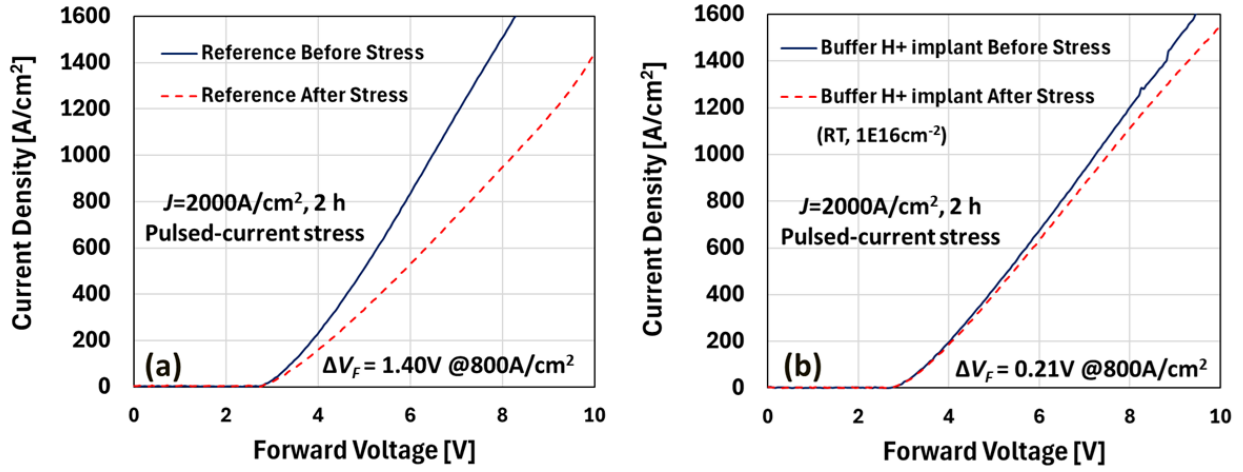 1600
1400
1200
1000
800
600
400
200
0
Current Density [A/cm²]
Reference Before Stress
Reference After Stress
J=2000A/cm², 2 h
Pulsed-current stress
(a)
ΔV_F = 1.40V @800A/cm²
0 2 4 6 8 10
Forward Voltage [V]
1600
1400
1200
1000
800
600
400
200
0
Current Density [A/cm²]
Buffer H+ implant Before Stress
Buffer H+ implant After Stress
(RT, 1E16cm⁻²)
J=2000A/cm², 2 h
Pulsed-current stress
(b)
ΔV_F = 0.21V @800A/cm²
0 2 4 6 8 10
Forward Voltage [V]